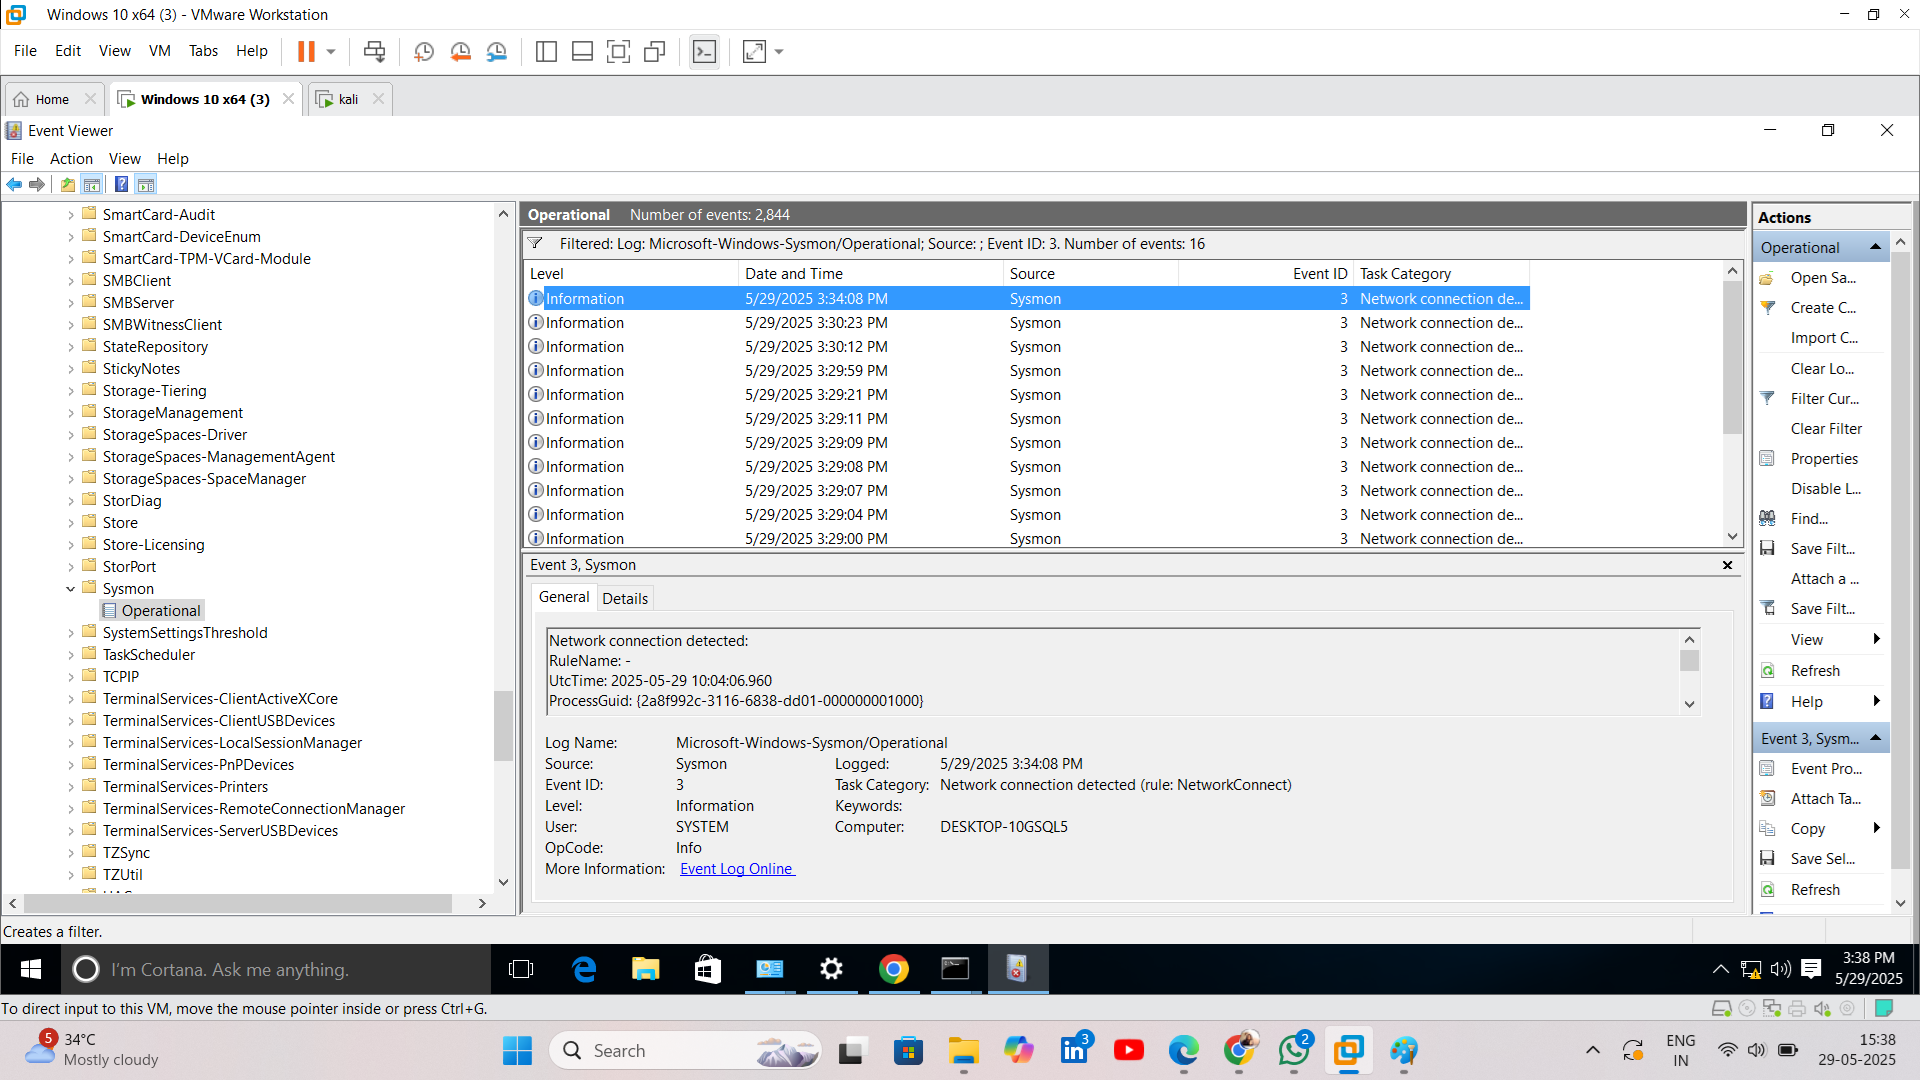 Windows 10 x64 (3) - VMware Workstation
File Edit View VM Tabs Help
Home Windows 10 x64 (3) kali
Event Viewer
File Action View Help
SmartCard-Audit
SmartCard-DeviceEnum
SmartCard-TPM-VCard-Module
SMBClient
SMBServer
SMBWitnessClient
StateRepository
StickyNotes
Storage-Tiering
StorageManagement
StorageSpaces-Driver
StorageSpaces-ManagementAgent
StorageSpaces-SpaceManager
StorDiag
Store
Store-Licensing
StorPort
Sysmon
Operational
SystemSettingsThreshold
TaskScheduler
TCPIP
TerminalServices-ClientActiveXCore
TerminalServices-ClientUSBDevices
TerminalServices-LocalSessionManager
TerminalServices-PnPDevices
TerminalServices-Printers
TerminalServices-RemoteConnectionManager
TerminalServices-ServerUSBDevices
TZSync
TZUtil
Operational Number of events: 2,844
Filtered: Log: Microsoft-Windows-Sysmon/Operational; Source: ; Event ID: 3. Number of events: 16
Level Date and Time Source Event ID Task Category
Information 5/29/2025 3:34:08 PM Sysmon 3 Network connection de...
Information 5/29/2025 3:30:23 PM Sysmon 3 Network connection de...
Information 5/29/2025 3:30:12 PM Sysmon 3 Network connection de...
Information 5/29/2025 3:29:59 PM Sysmon 3 Network connection de...
Information 5/29/2025 3:29:21 PM Sysmon 3 Network connection de...
Information 5/29/2025 3:29:11 PM Sysmon 3 Network connection de...
Information 5/29/2025 3:29:09 PM Sysmon 3 Network connection de...
Information 5/29/2025 3:29:08 PM Sysmon 3 Network connection de...
Information 5/29/2025 3:29:07 PM Sysmon 3 Network connection de...
Information 5/29/2025 3:29:04 PM Sysmon 3 Network connection de...
Information 5/29/2025 3:29:00 PM Sysmon 3 Network connection de...
Event 3, Sysmon
General Details
Network connection detected:
RuleName: -
UtcTime: 2025-05-29 10:04:06.960
ProcessGuid: {2a8f992c-3116-6838-dd01-000000001000}
Log Name: Microsoft-Windows-Sysmon/Operational
Source: Sysmon Logged: 5/29/2025 3:34:08 PM
Event ID: 3 Task Category: Network connection detected (rule: NetworkConnect)
Level: Information Keywords:
User: SYSTEM Computer: DESKTOP-10GSQL5
OpCode: Info
More Information: Event Log Online
Actions
Operational
Open Sa...
Create C...
Import C...
Clear Lo...
Filter Cur...
Clear Filter
Properties
Disable L...
Find...
Save Filt...
Attach a ...
Save Filt...
View
Refresh
Help
Event 3, Sysm...
Event Pro...
Attach Ta...
Copy
Save Sel...
Refresh
Creates a filter.
I'm Cortana. Ask me anything.
3:38 PM
5/29/2025
To direct input to this VM, move the mouse pointer inside or press Ctrl+G.
5
34°C
Mostly cloudy
Search
3
2
ENG
IN
15:38
29-05-2025